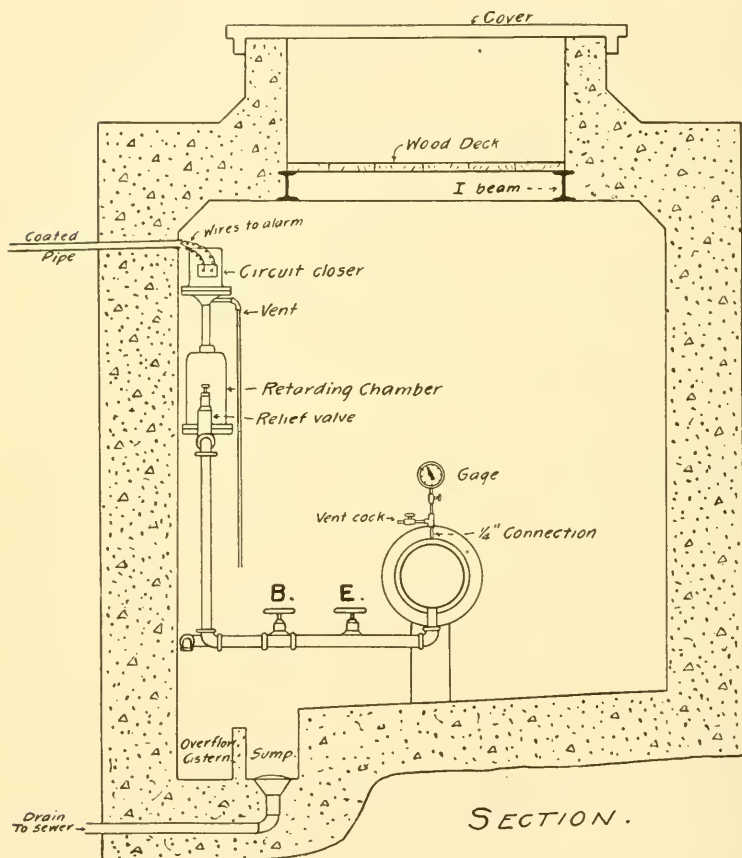 Cover
Wood Deck
I beam
Coated
Pipe
Wires to alarm
Circuit closer
Vent
Retarding Chamber
Relief valve
Gage
Vent cock
1/4" Connection
B.
E.
Overflow
Cistern
Sump.
Drain
To sewer
SECTION.